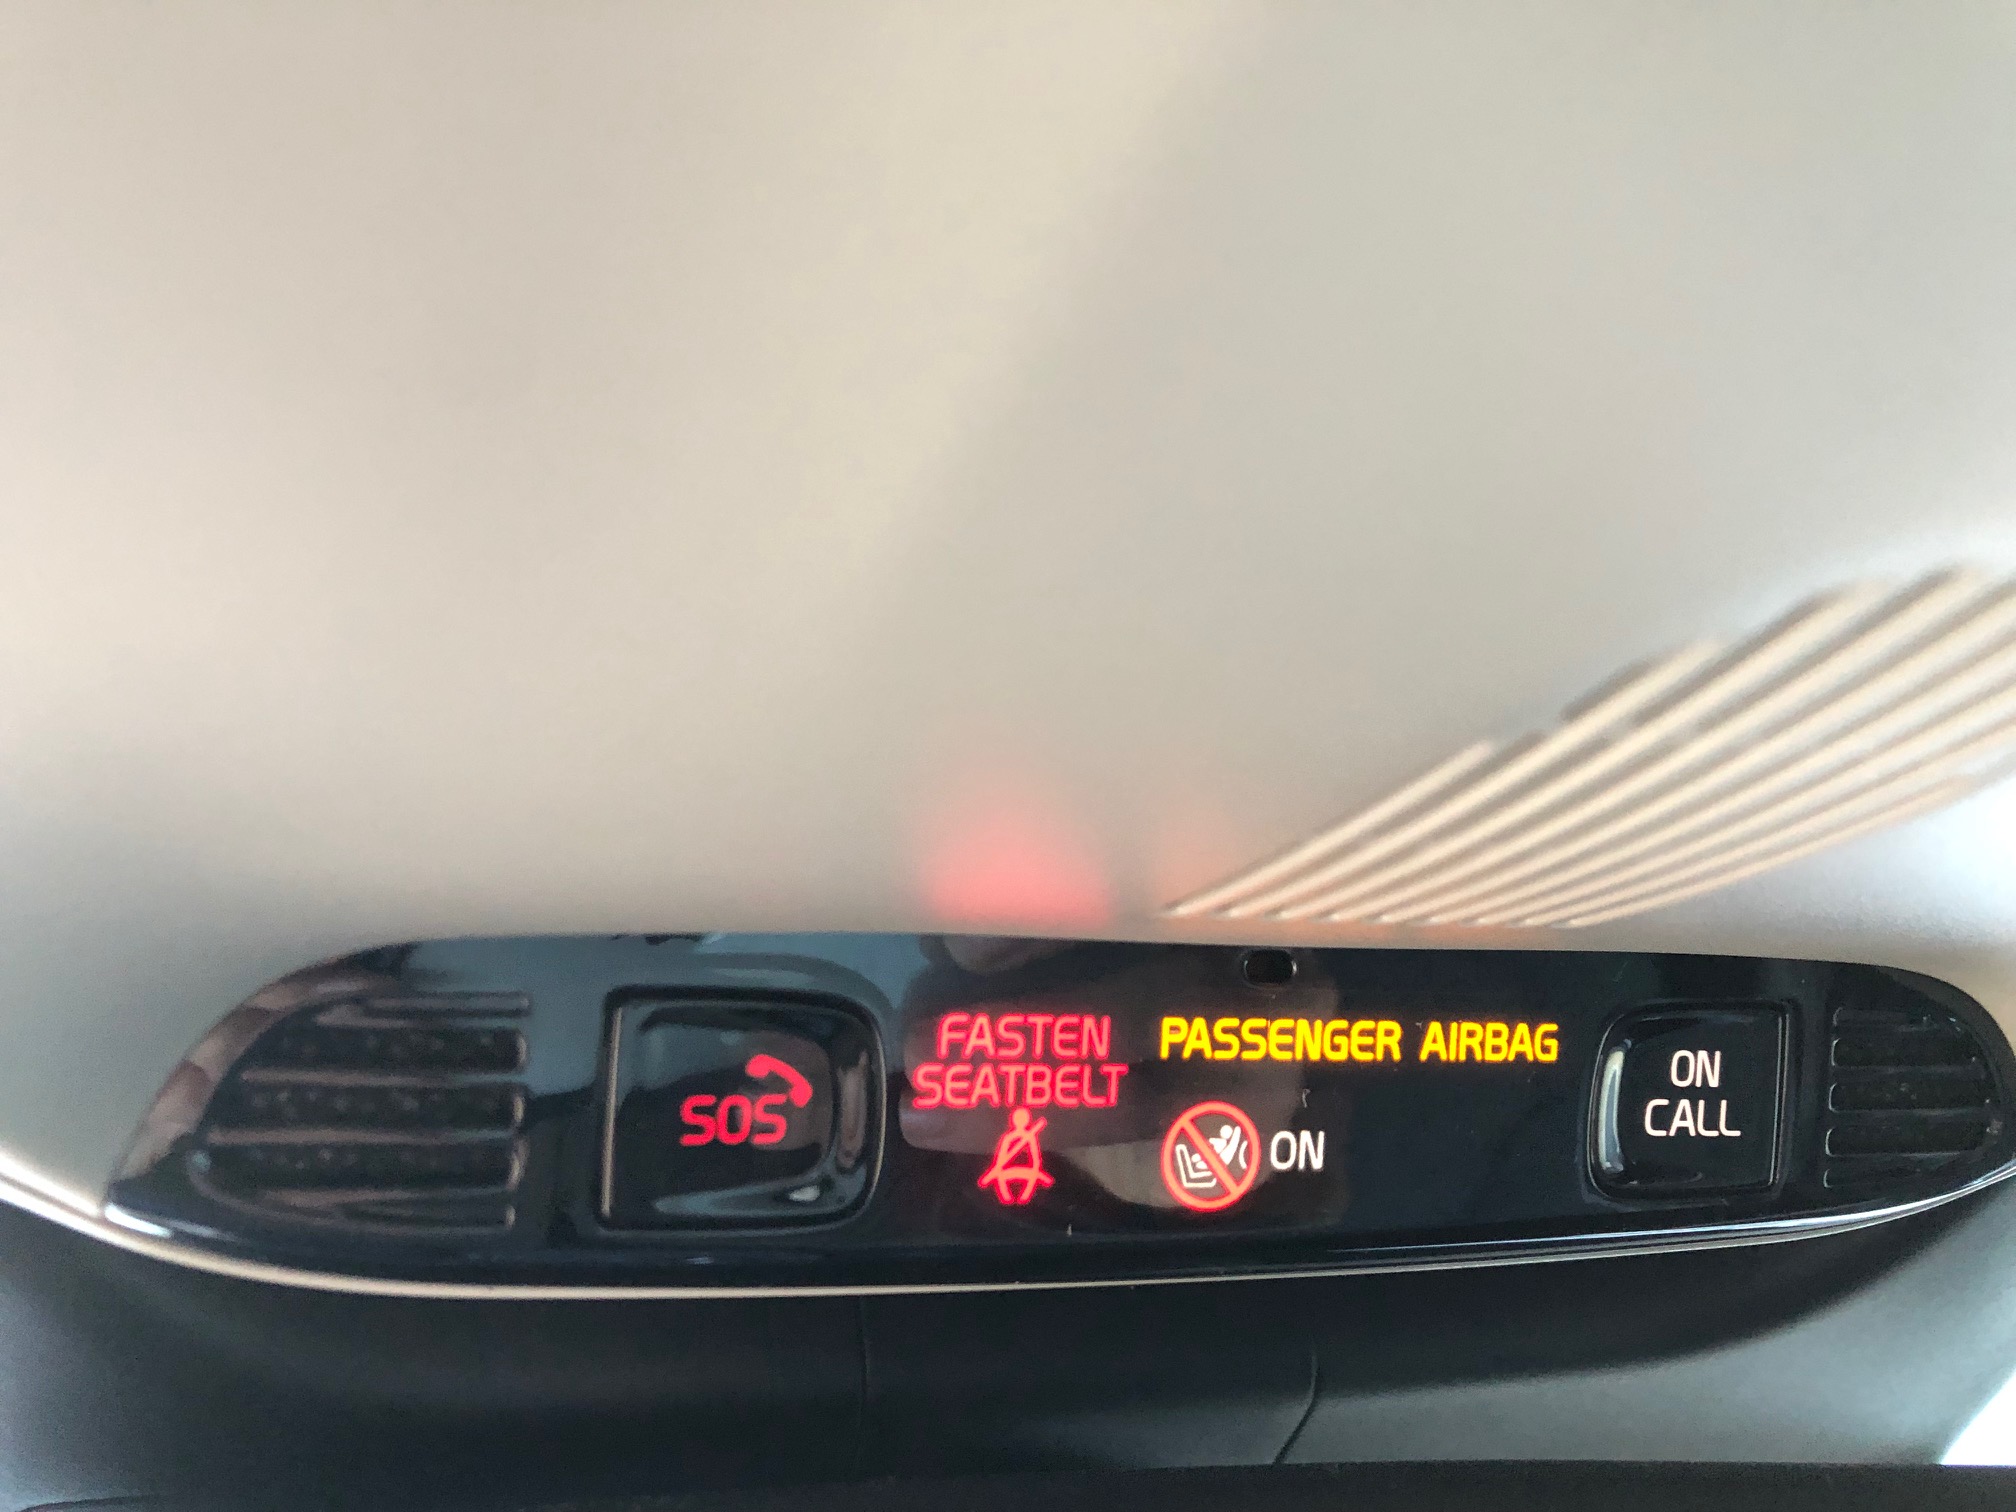 SOS
FASTEN
SEATBELT
PASSENGER AIRBAG
ON
ON
CALL